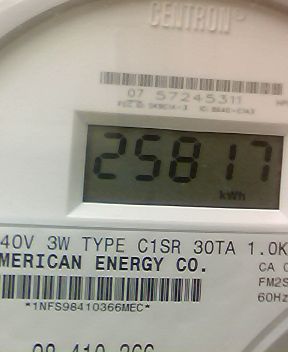 CENTRON®
07 57245311
25817
kWh
40V 3W TYPE C1SR 30TA 1.0K
MERICAN ENERGY CO.
CA 0
FM2S
*1NFS98410366MEC*
60Hz